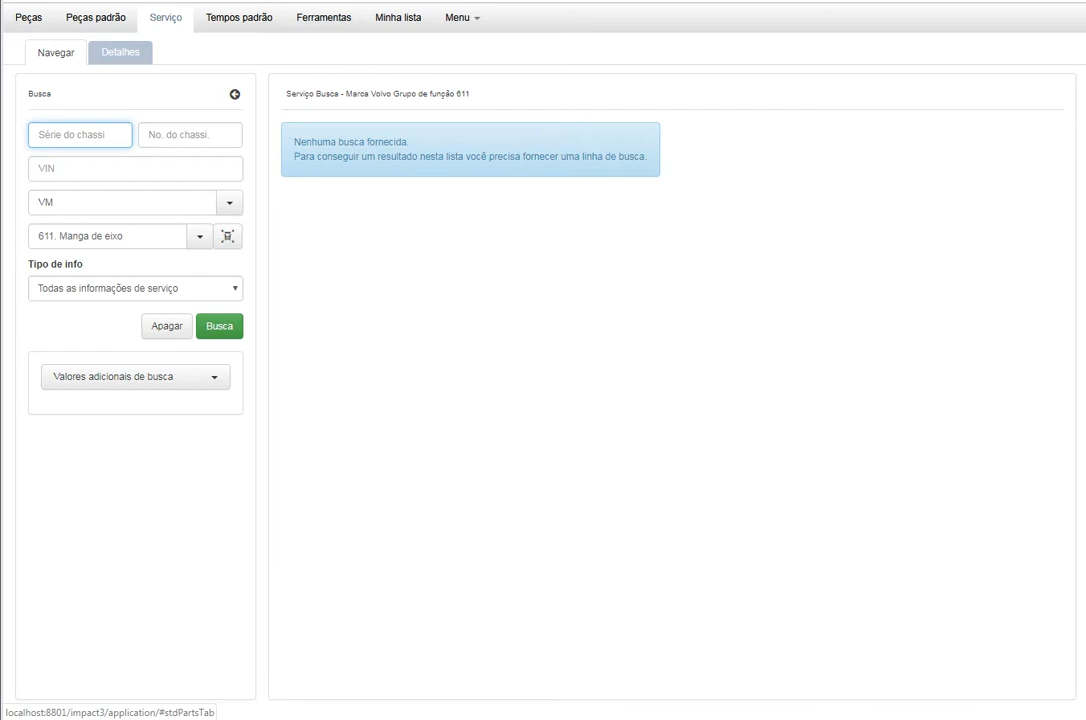 Peças Peças padrão Serviço Tempos padrão Ferramentas Minha lista Menu
Navegar Detalhes
Busca
Série do chassi No. do chassi.
VIN
VM
611. Manga de eixo
Tipo de info
Todas as informações de serviço
Apagar Busca
Valores adicionais de busca
Serviço Busca - Marca Volvo Grupo de função 611
Nenhuma busca fornecida.
Para conseguir um resultado nesta lista você precisa fornecer uma linha de busca.
localhost:8801/impact3/application/#stdPartsTab